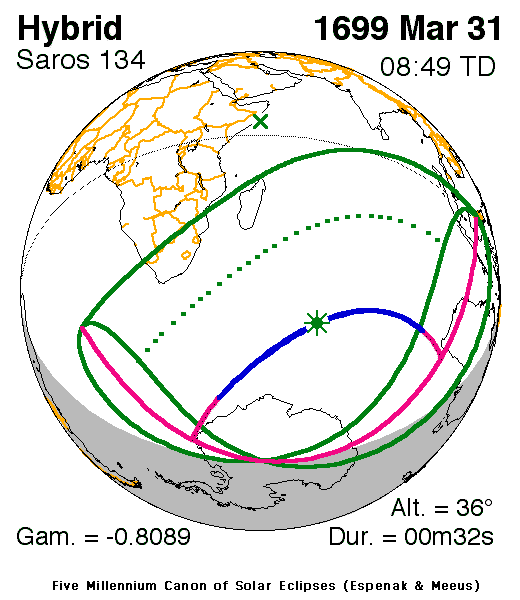 Hybrid
1699 Mar 31
Saros 134
08:49 TD
Alt. = 36°
Gam. = -0.8089
Dur. = 00m32s
Five Millennium Canon of Solar Eclipses (Espenak & Meeus)